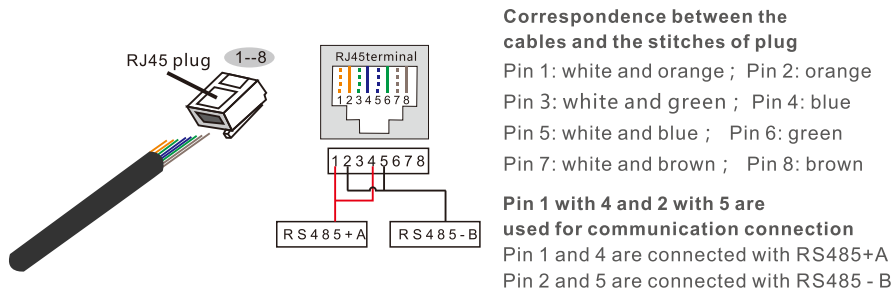 RJ45 plug
1--8
RJ45terminal
12345678
12345678
RS485+A
RS485-B
Correspondence between the
cables and the stitches of plug
Pin 1: white and orange ; Pin 2: orange
Pin 3: white and green ; Pin 4: blue
Pin 5: white and blue ; Pin 6: green
Pin 7: white and brown ; Pin 8: brown
Pin 1 with 4 and 2 with 5 are
used for communication connection
Pin 1 and 4 are connected with RS485+A
Pin 2 and 5 are connected with RS485 - B